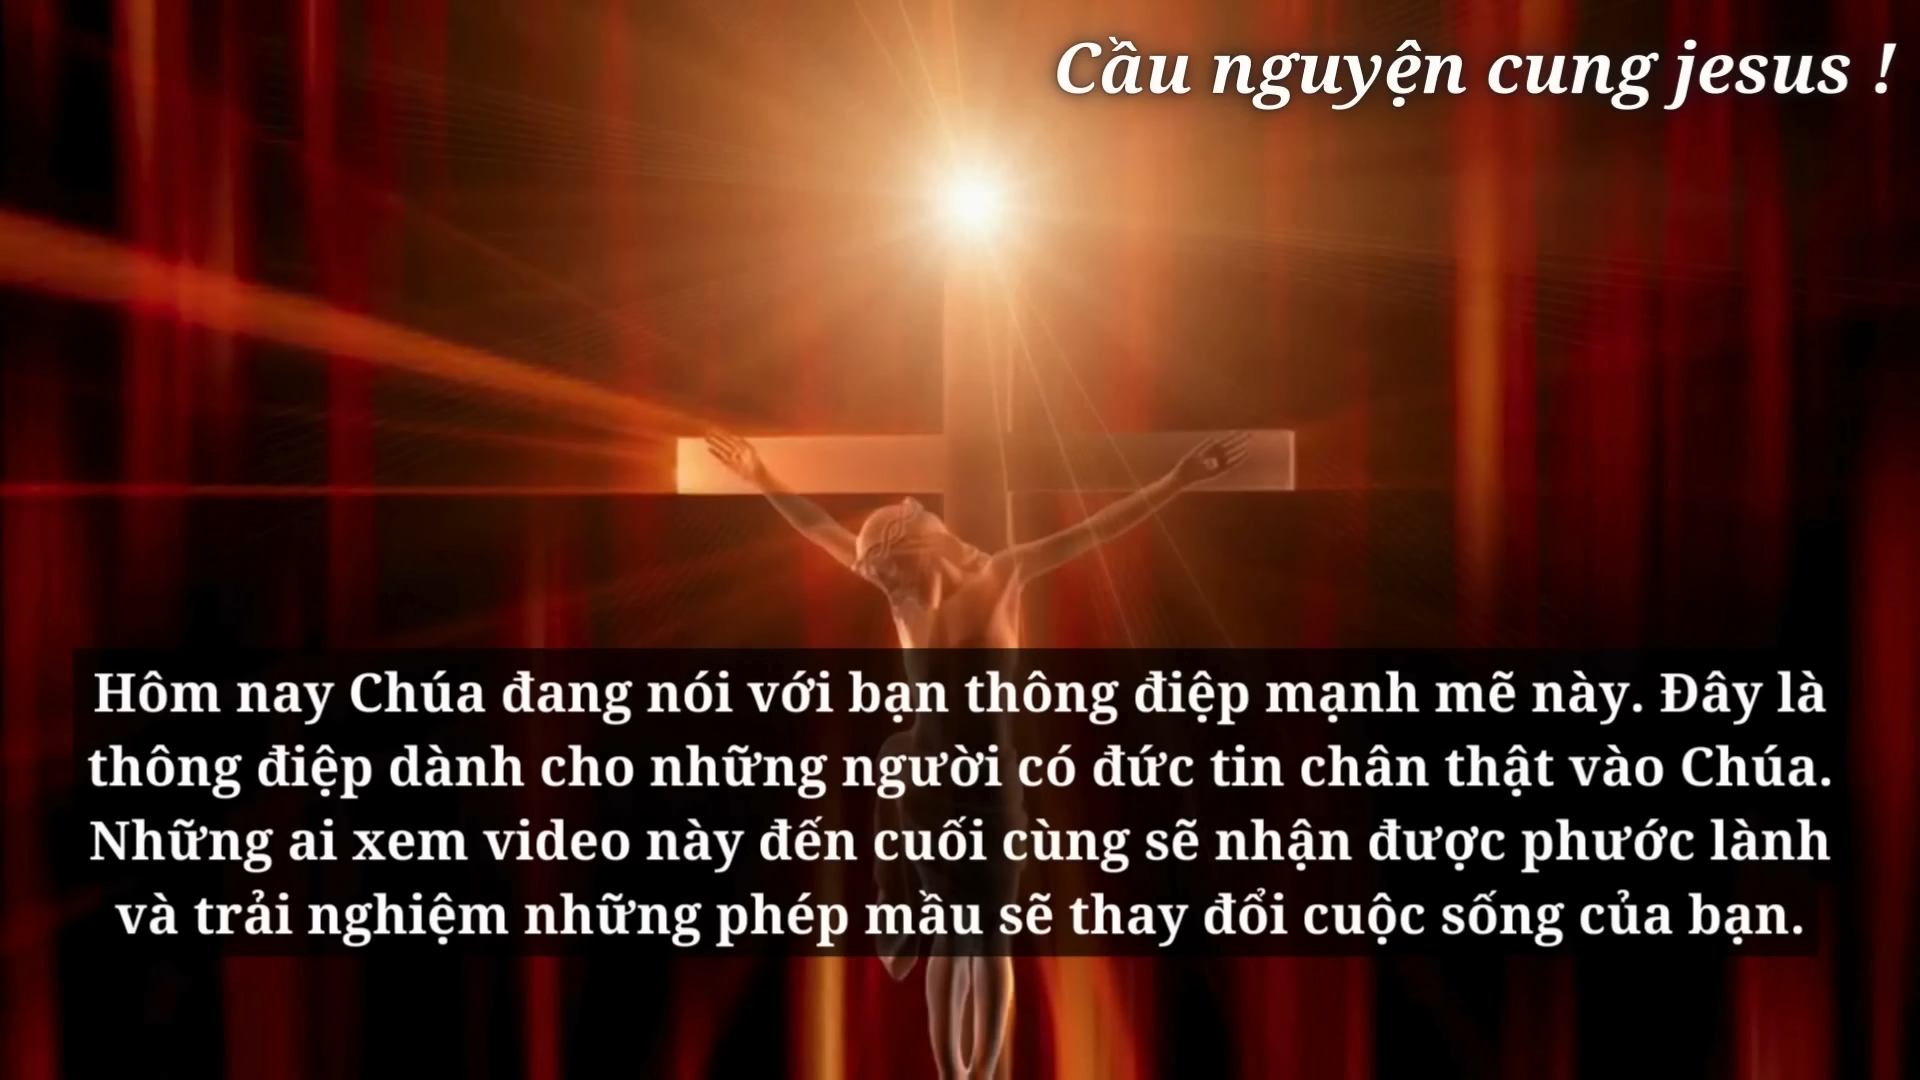 Cầu nguyện cung jesus !
Hôm nay Chúa đang nói với bạn thông điệp mạnh mẽ này. Đây là
thông điệp dành cho những người có đức tin chân thật vào Chúa.
Những ai xem video này đến cuối cùng sẽ nhận được phước lành
và trải nghiệm những phép mầu sẽ thay đổi cuộc sống của bạn.